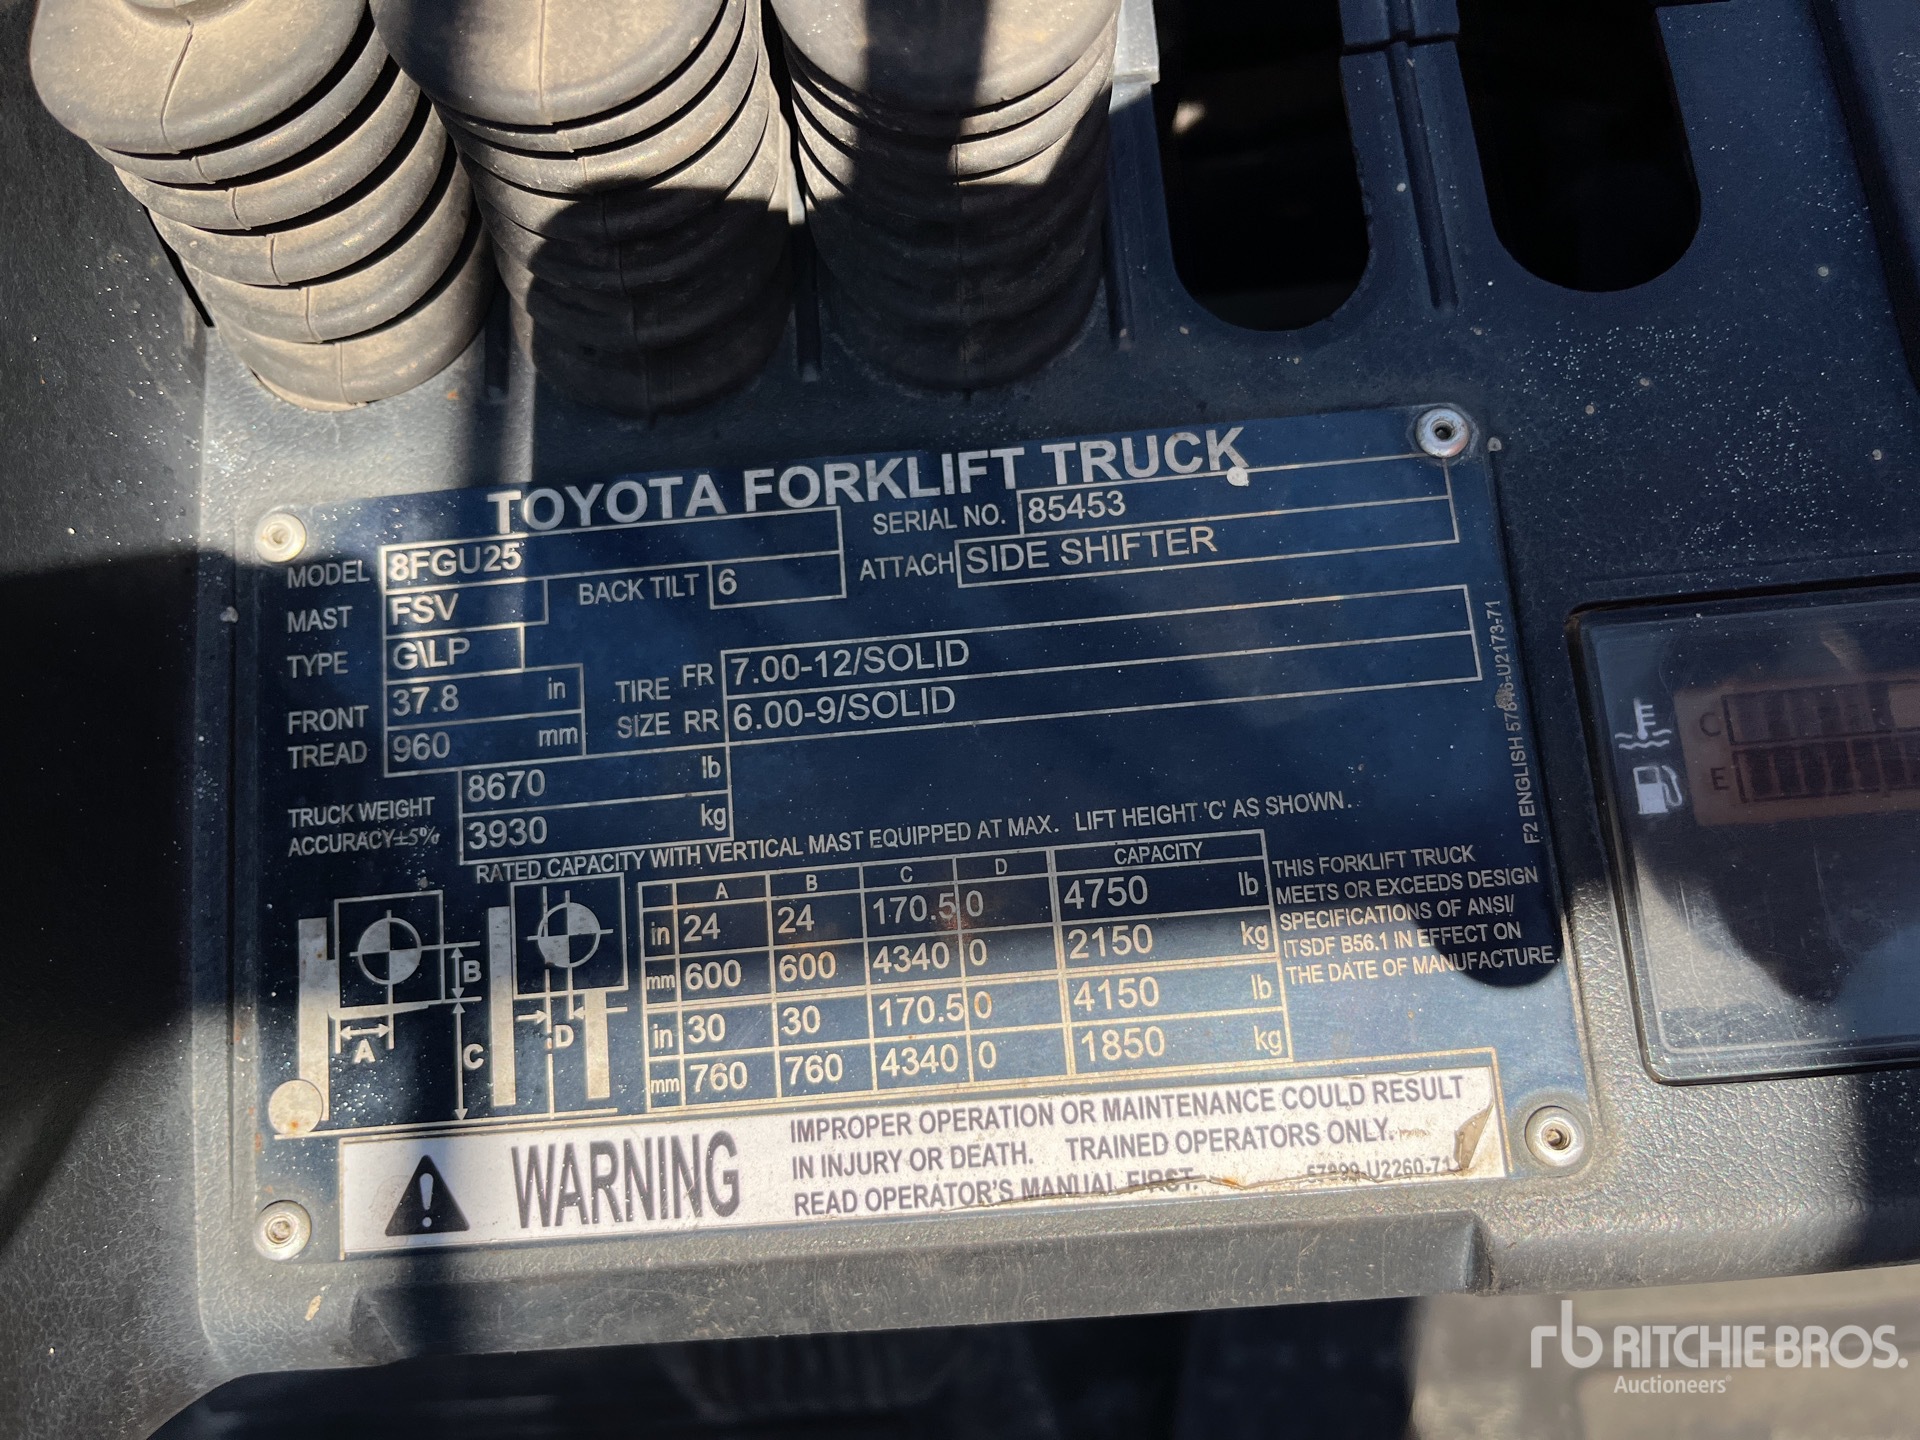 TOYOTA FORKLIFT TRUCK
MODEL 8FGU25 SERIAL NO. 85453
MAST FSV BACK TILT 6 ATTACH SIDE SHIFTER
TYPE G\LP
FRONT TREAD 37.8 in TIRE SIZE FR 7.00-12/SOLID
960 mm RR 6.00-9/SOLID
TRUCK WEIGHT 8670 lb
ACCURACY±5% 3930 kg
RATED CAPACITY WITH VERTICAL MAST EQUIPPED AT MAX. LIFT HEIGHT 'C' AS SHOWN.
A B C D CAPACITY
in 24 24 170.5 0 4750 lb
mm 600 600 4340 0 2150 kg
in 30 30 170.5 0 4150 lb
mm 760 760 4340 0 1850 kg
B
A
C
D
THIS FORKLIFT TRUCK
MEETS OR EXCEEDS DESIGN
SPECIFICATIONS OF ANSI/
ITSDF B56.1 IN EFFECT ON
THE DATE OF MANUFACTURE.
F2 ENGLISH
WARNING
IMPROPER OPERATION OR MAINTENANCE COULD RESULT
IN INJURY OR DEATH. TRAINED OPERATORS ONLY.
READ OPERATOR'S MANUAL FIRST.
57899-U2260-71
C
E
rb RITCHIE BROS.
Auctioneers